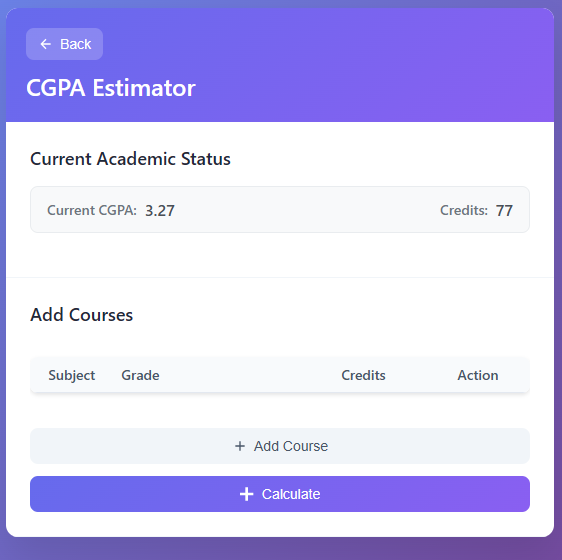 Back
CGPA Estimator
Current Academic Status
Current CGPA: 3.27 Credits: 77
Add Courses
Subject Grade Credits Action
+ Add Course
+ Calculate